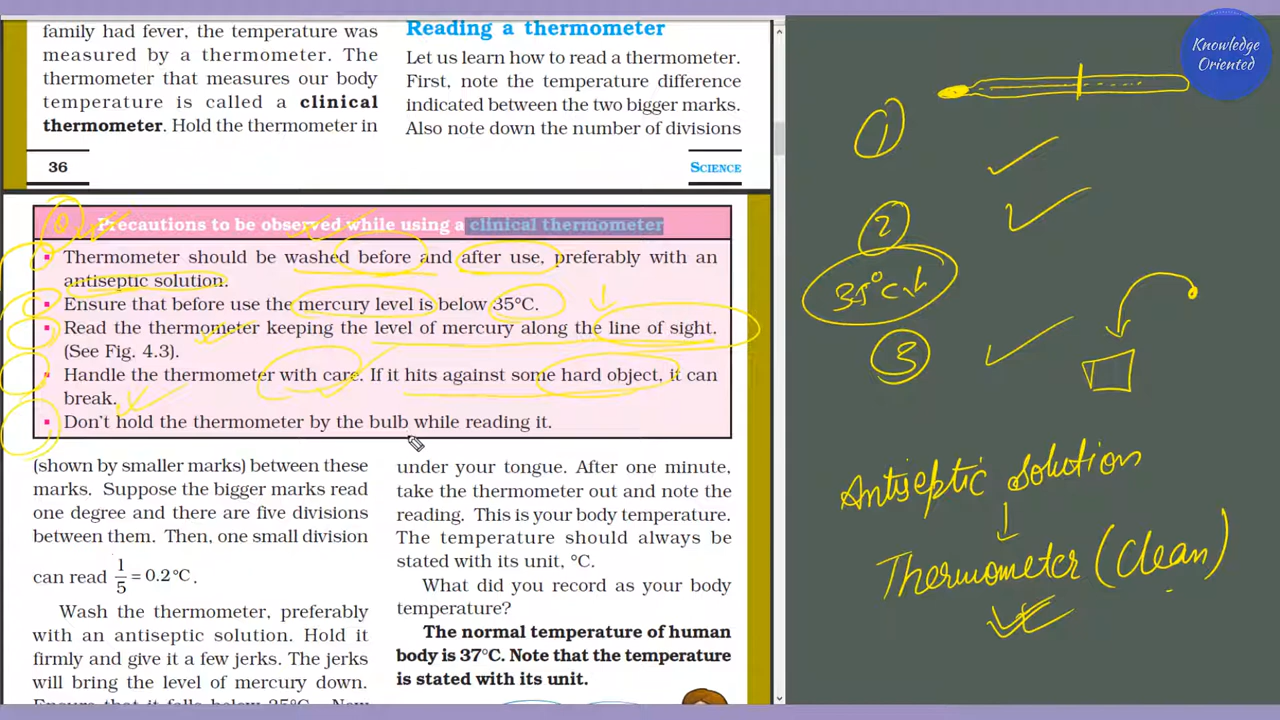 family had fever, the temperature was
measured by a thermometer. The
thermometer that measures our body
temperature is called a clinical
thermometer. Hold the thermometer in
Reading a thermometer
Let us learn how to read a thermometer.
First, note the temperature difference
indicated between the two bigger marks.
Also note down the number of divisions
36
SCIENCE
Precautions to be observed while using a clinical thermometer
Thermometer should be washed before and after use, preferably with an
antiseptic solution.
Ensure that before use the mercury level is below 35°C.
Read the thermometer keeping the level of mercury along the line of sight.
(See Fig. 4.3).
Handle the thermometer with care. If it hits against some hard object, it can
break.
Don't hold the thermometer by the bulb while reading it.
(shown by smaller marks) between these
marks. Suppose the bigger marks read
one degree and there are five divisions
between them. Then, one small division
can read 1/5 = 0.2°C.
Wash the thermometer, preferably
with an antiseptic solution. Hold it
firmly and give it a few jerks. The jerks
will bring the level of mercury down.
Ensure that it falls below 35°C. Now
under your tongue. After one minute,
take the thermometer out and note the
reading. This is your body temperature.
The temperature should always be
stated with its unit, °C.
What did you record as your body
temperature?
The normal temperature of human
body is 37°C. Note that the temperature
is stated with its unit.
Knowledge
Oriented
1
2
35°C
3
Antiseptic solution
Thermometer (Clean)